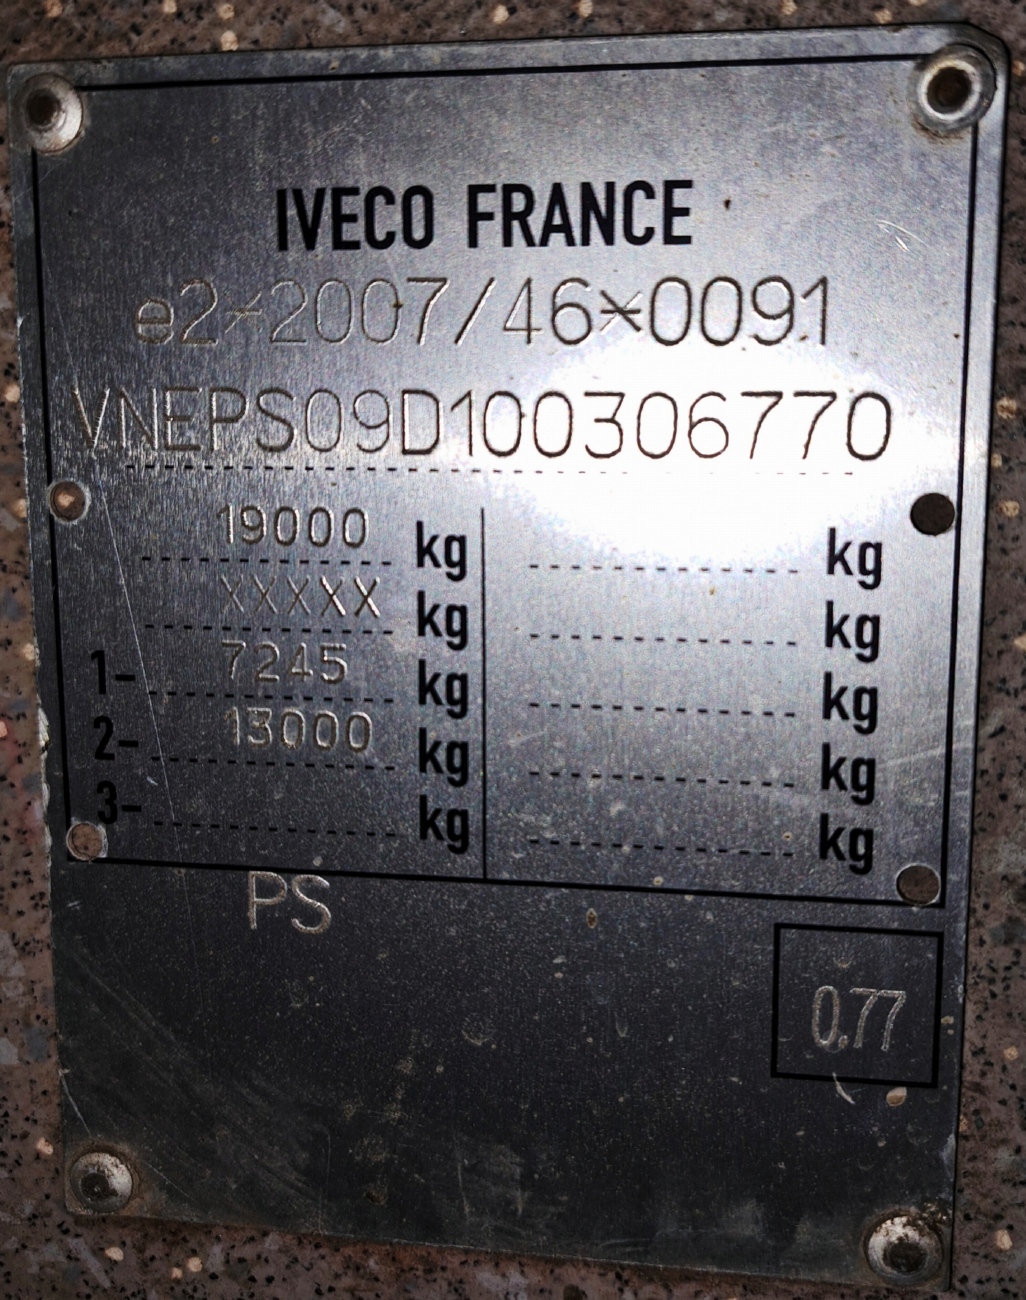 IVECO FRANCE
e2*2007/46*0091
VNEPS09D100306770
19000 kg kg
XXXXX kg kg
1- 7245 kg kg
2- 13000 kg kg
3- kg kg
PS
0.77